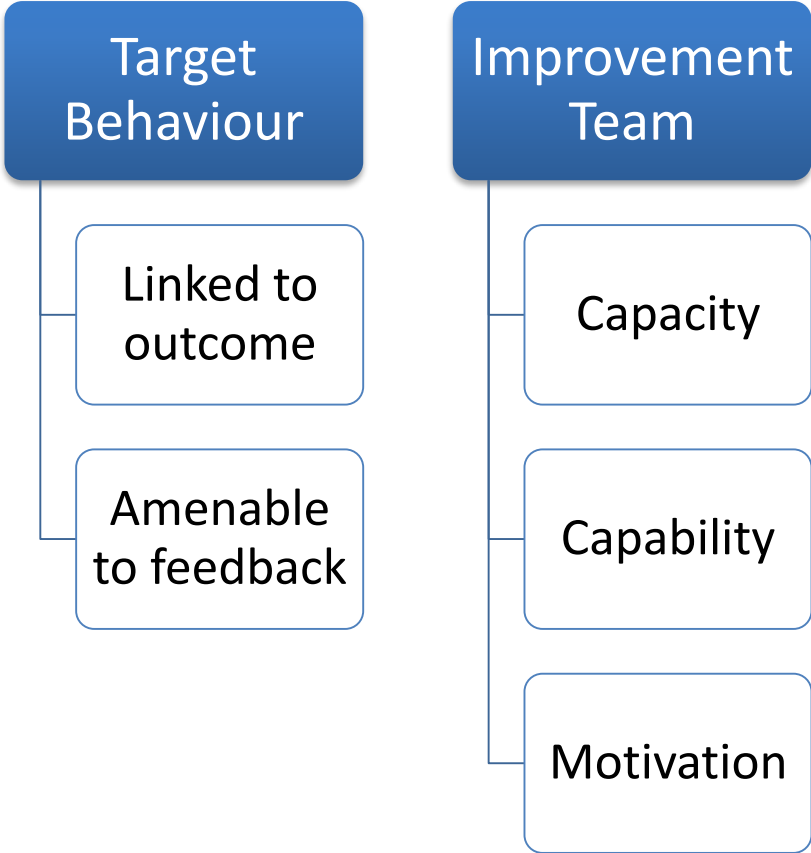 Target
Behaviour
Linked to
outcome
Amenable
to feedback
Improvement
Team
Capacity
Capability
Motivation